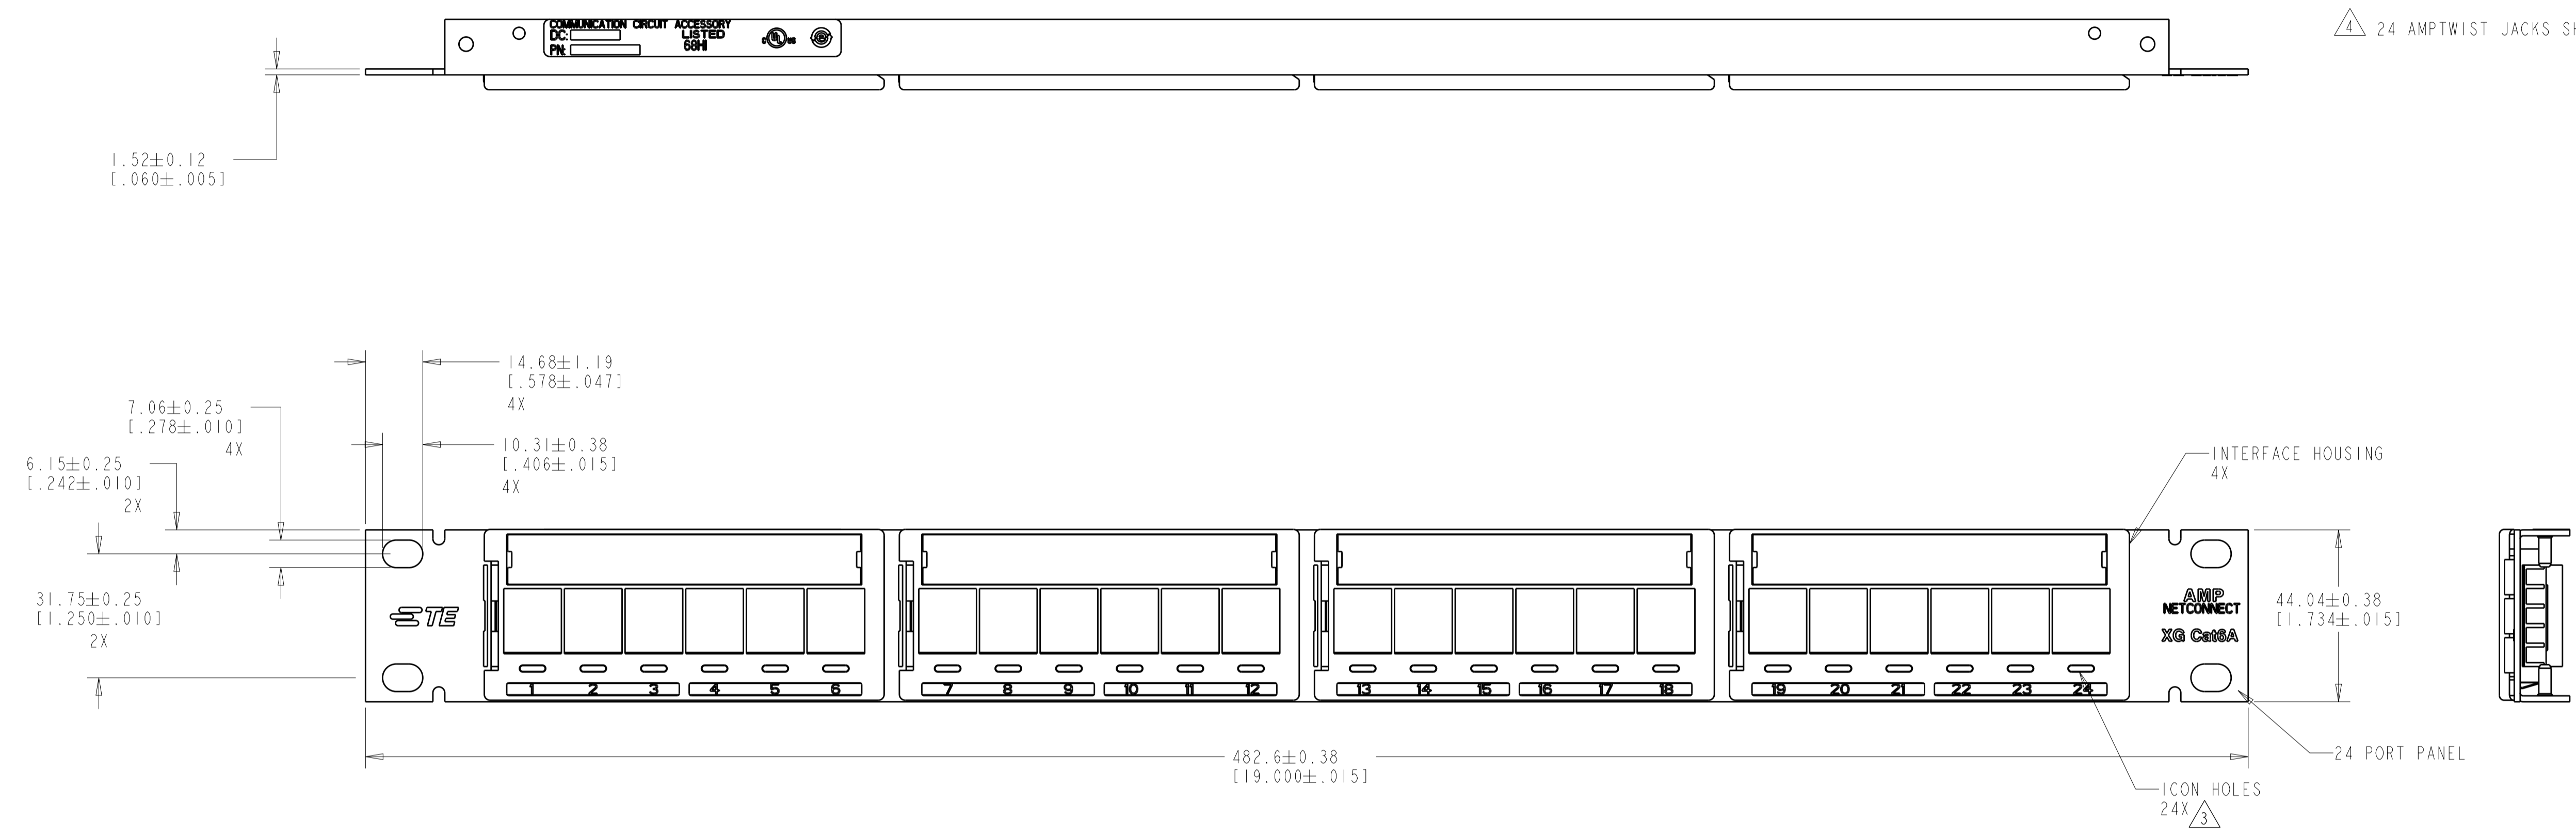 COMMUNICATION CIRCUIT ACCESSORY
DC: LISTED
PN: 68HI
C UL US
4 24 AMPTWIST JACKS
1.52±0.12
[.060±.005]
14.68±1.19
[.578±.047]
4X
7.06±0.25
[.278±.010]
4X
10.31±0.38
[.406±.015]
4X
6.15±0.25
[.242±.010]
2X
31.75±0.25
[1.250±.010]
2X
INTERFACE HOUSING
4X
TE
AMP
NETCONNECT
XG Cat6A
44.04±0.38
[1.734±.015]
1 2 3 4 5 6 7 8 9 10 11 12 13 14 15 16 17 18 19 20 21 22 23 24
482.6±0.38
[19.000±.015]
24 PORT PANEL
ICON HOLES
24X 3